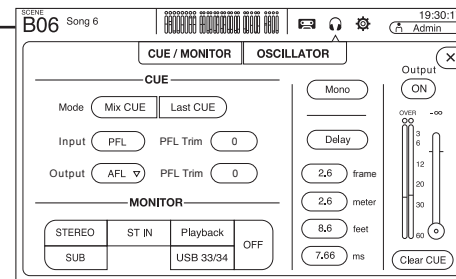 SCENE
B06 Song 6
19:30:1
Admin
CUE / MONITOR OSCILLATOR
CUE
Mode Mix CUE Last CUE
Input PFL PFL Trim 0
Output AFL ▽ PFL Trim 0
MONITOR
STEREO ST IN Playback OFF
SUB USB 33/34
Mono
Delay
2.6 frame
2.6 meter
8.6 feet
7.66 ms
Output
ON
OVER -∞
3
6
12
20
30
60
Clear CUE